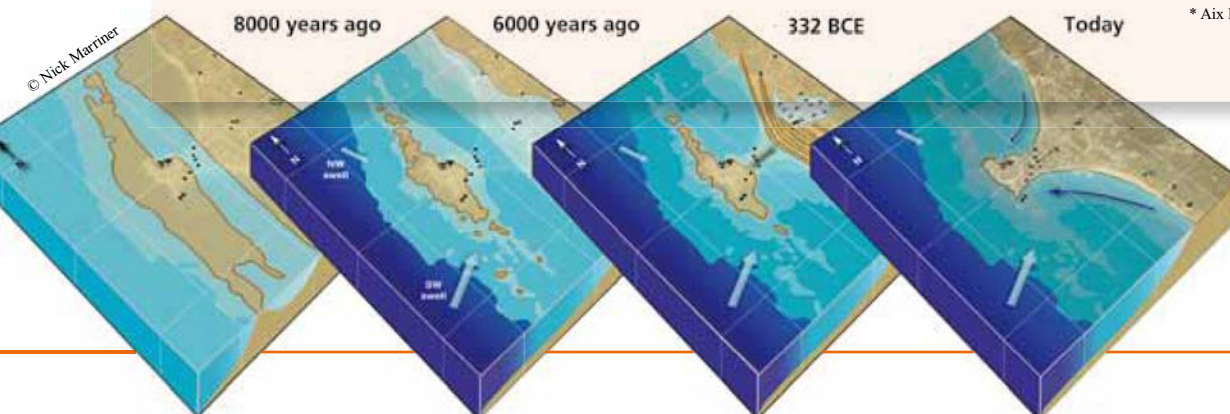 © Nick Marriner
8000 years ago
6000 years ago
332 BCE
Today
* Aix
N
N
NW
swell
SW
swell
N
N